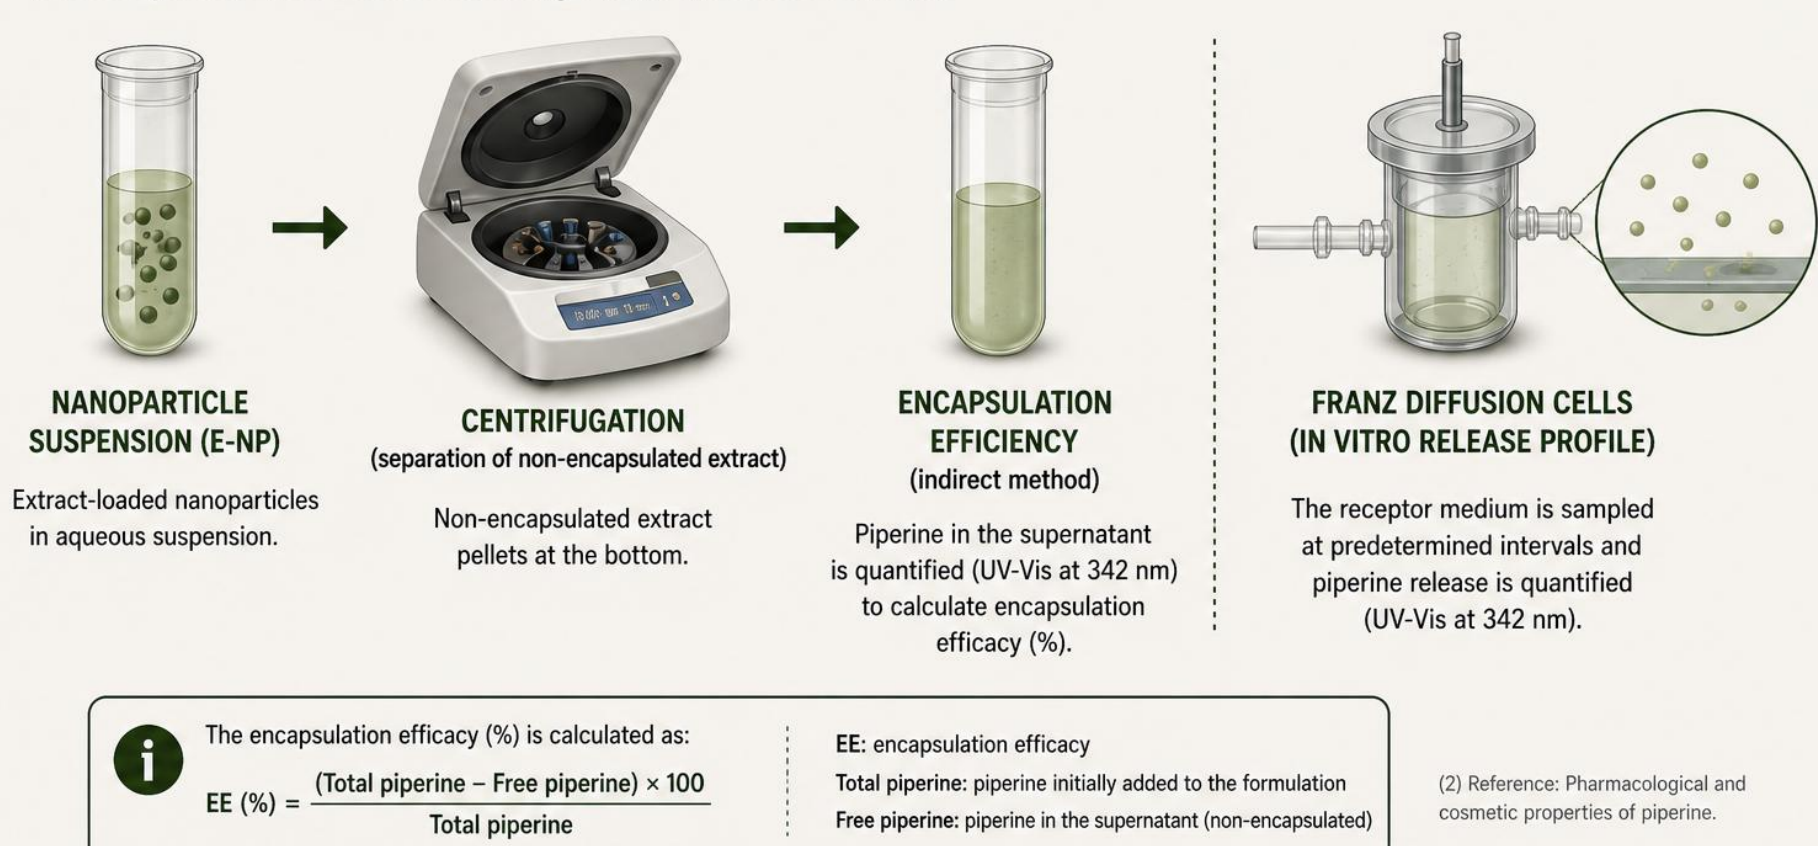 NANOPARTICLE
SUSPENSION (E-NP)
Extract-loaded nanoparticles
in aqueous suspension.
CENTRIFUGATION
(separation of non-encapsulated extract)
Non-encapsulated extract
pellets at the bottom.
ENCAPSULATION
EFFICIENCY
(indirect method)
Piperine in the supernatant
is quantified (UV-Vis at 342 nm)
to calculate encapsulation
efficacy (%).
FRANZ DIFFUSION CELLS
(IN VITRO RELEASE PROFILE)
The receptor medium is sampled
at predetermined intervals and
piperine release is quantified
(UV-Vis at 342 nm).
i
The encapsulation efficacy (%) is calculated as:
EE (%) =
(Total piperine – Free piperine) × 100
Total piperine
EE: encapsulation efficacy
Total piperine: piperine initially added to the formulation
Free piperine: piperine in the supernatant (non-encapsulated)
(2) Reference: Pharmacological and
cosmetic properties of piperine.